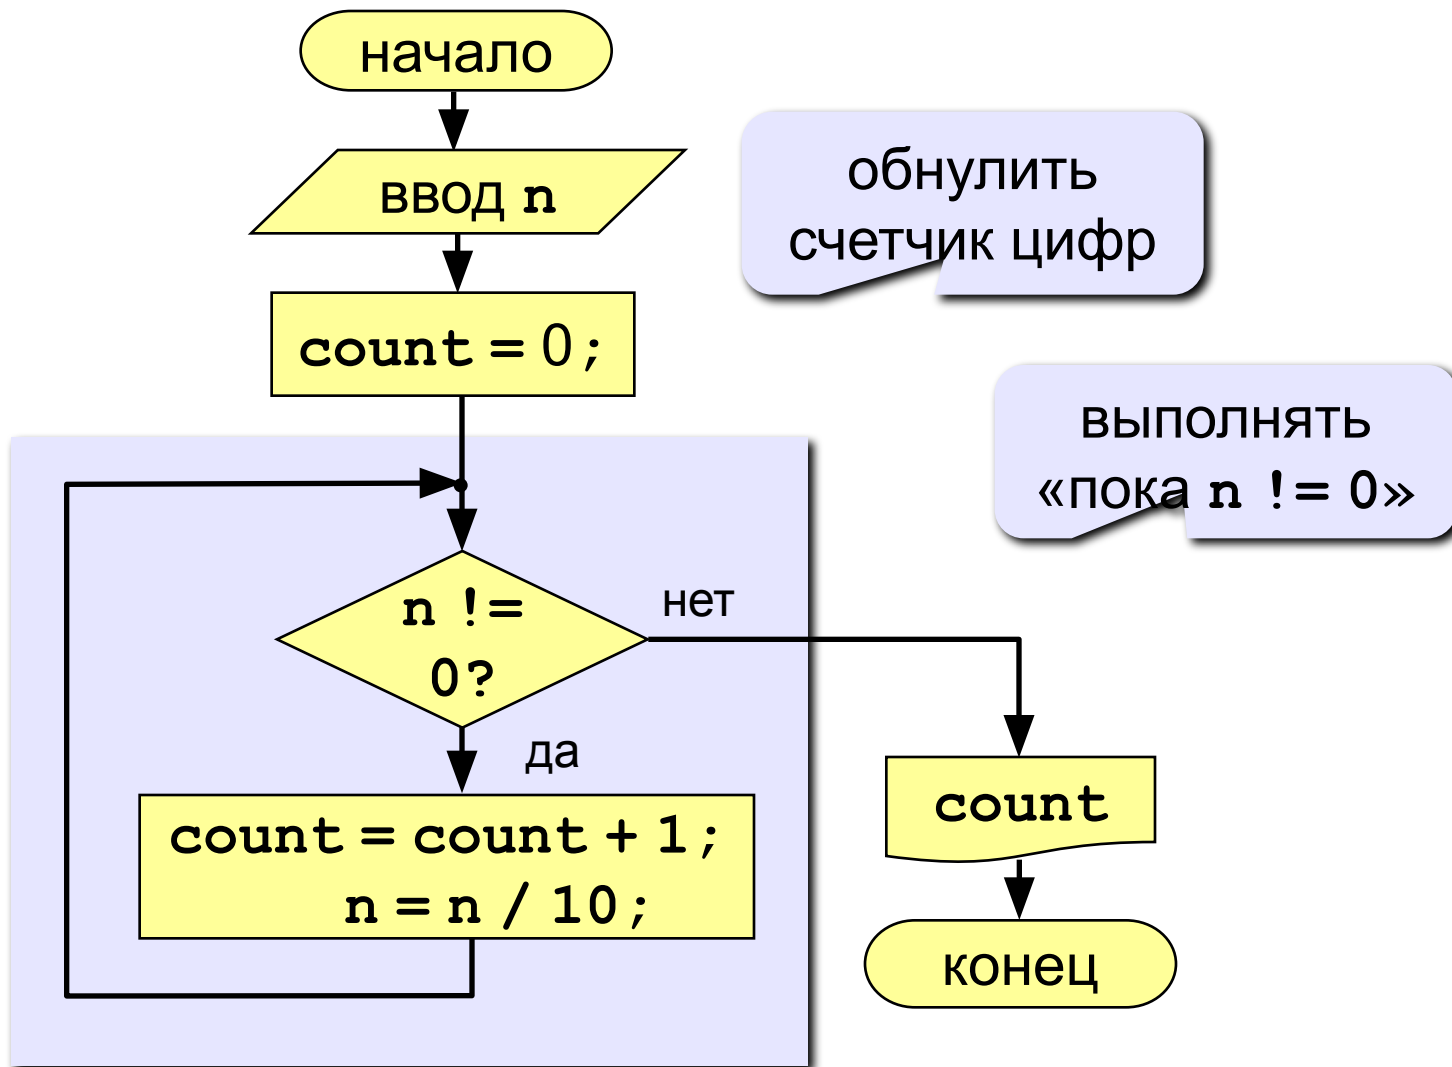 начало
ввод n
обнулить
счетчик цифр
count = 0;
выполнять
«пока n != 0»
n !=
0?
нет
да
count = count + 1;
n = n / 10;
count
конец